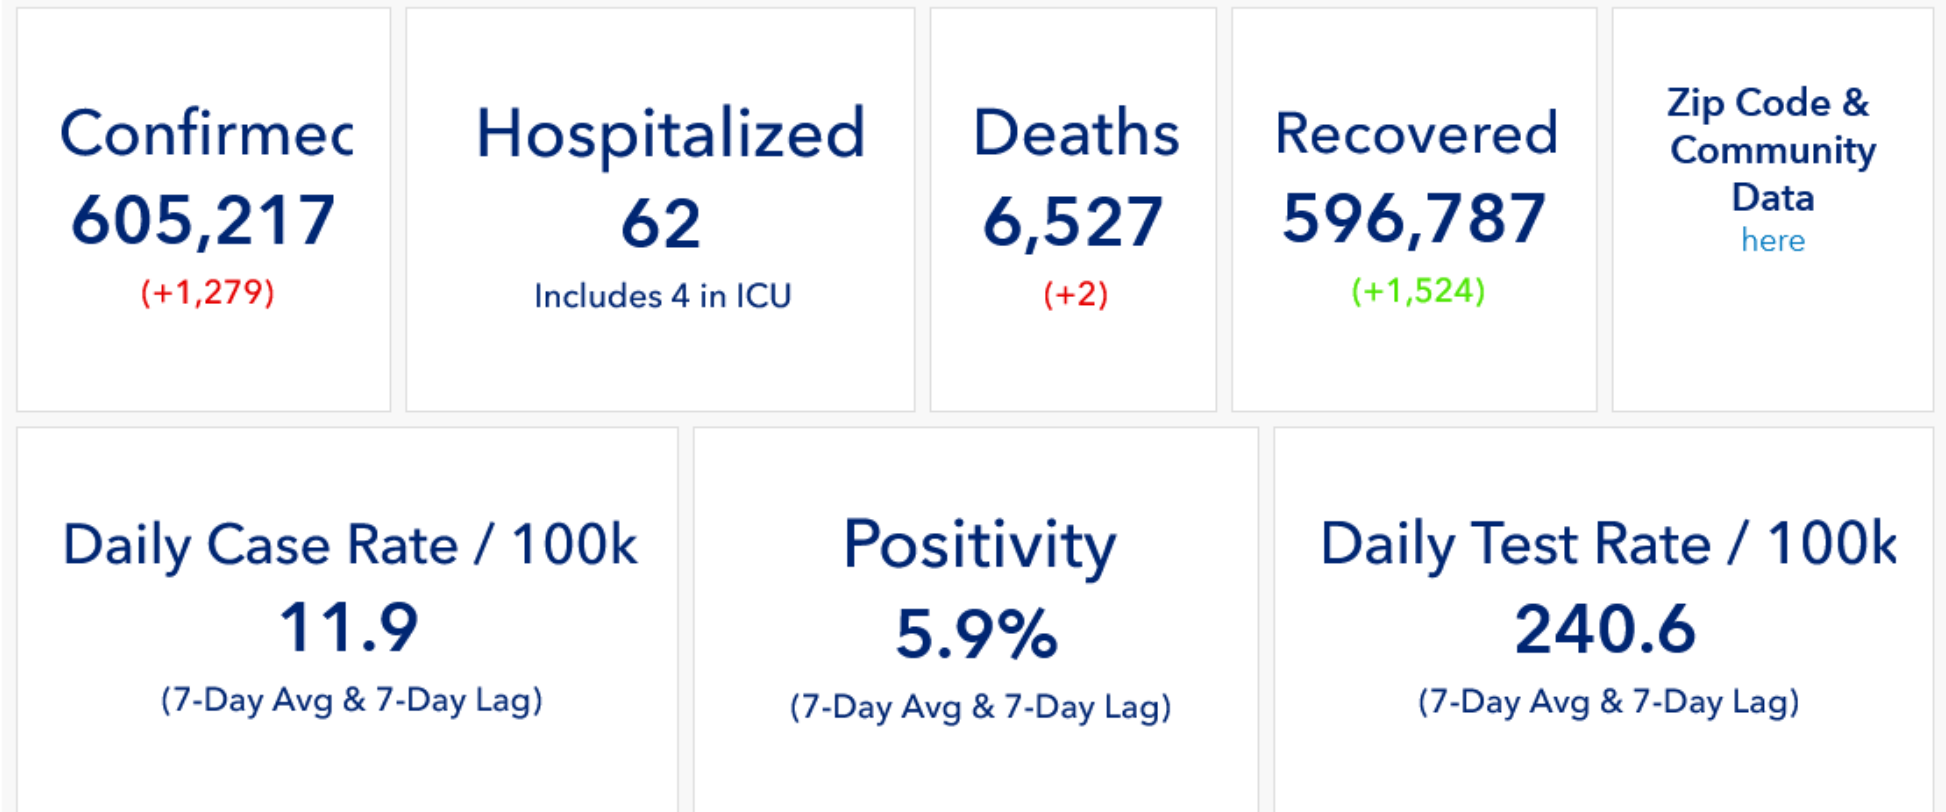 Confirmed
605,217
(+1,279)
Hospitalized
62
Includes 4 in ICU
Deaths
6,527
(+2)
Recovered
596,787
(+1,524)
Zip Code &
Community
Data
here
Daily Case Rate / 100k
11.9
(7-Day Avg & 7-Day Lag)
Positivity
5.9%
(7-Day Avg & 7-Day Lag)
Daily Test Rate / 100k
240.6
(7-Day Avg & 7-Day Lag)